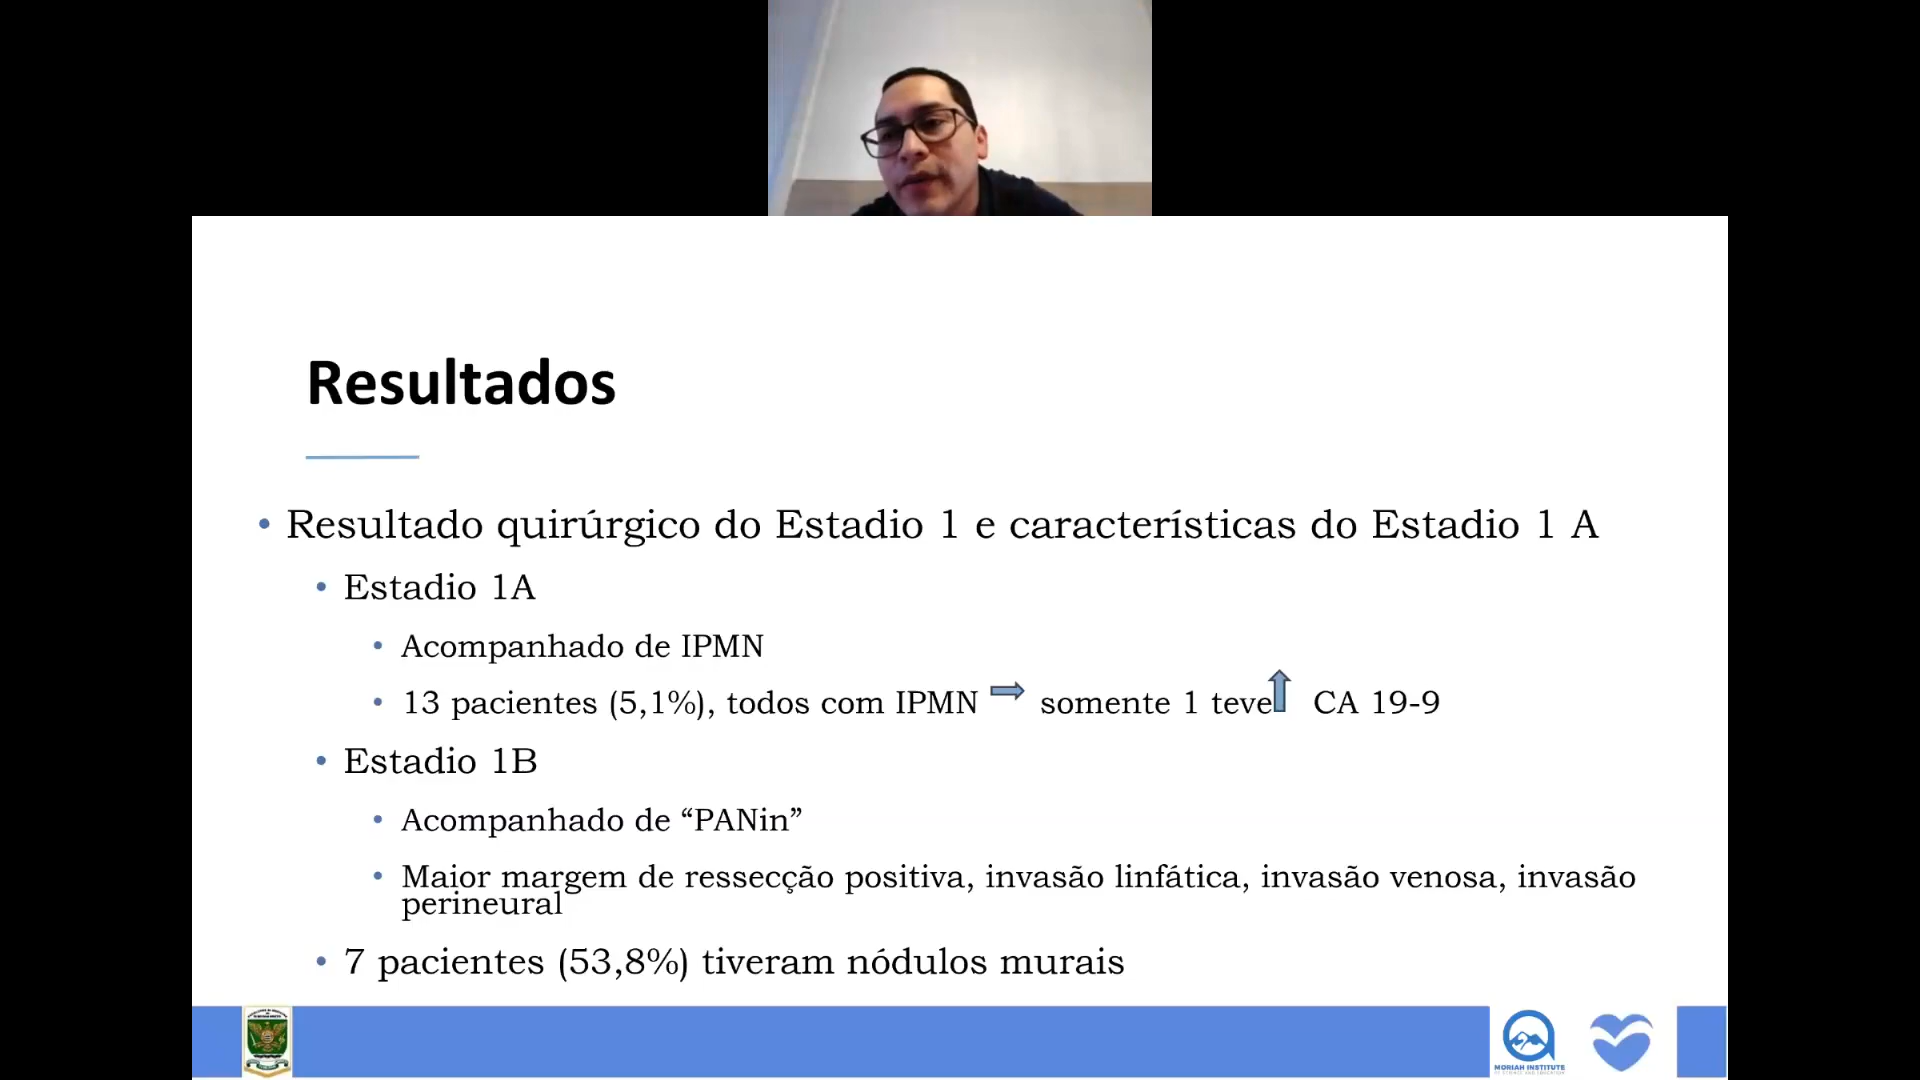 Resultados
• Resultado quirúrgico do Estadio 1 e características do Estadio 1 A
• Estadio 1A
• Acompanhado de IPMN
• 13 pacientes (5,1%), todos com IPMN somente 1 teve CA 19-9
• Estadio 1B
• Acompanhado de “PANin”
• Maior margem de ressecção positiva, invasão linfática, invasão venosa, invasão
perineural
• 7 pacientes (53,8%) tiveram nódulos murais
MORIAH INSTITUTE